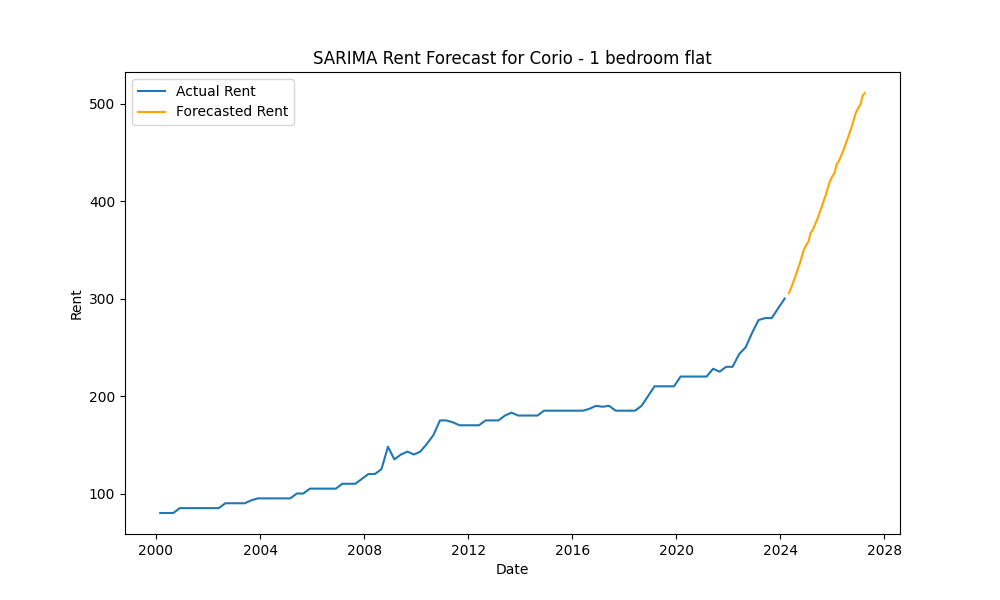 SARIMA Rent Forecast for Corio - 1 bedroom flat
Actual Rent
Forecasted Rent
500
400
300
200
100
Rent
2000 2004 2008 2012 2016 2020 2024 2028
Date